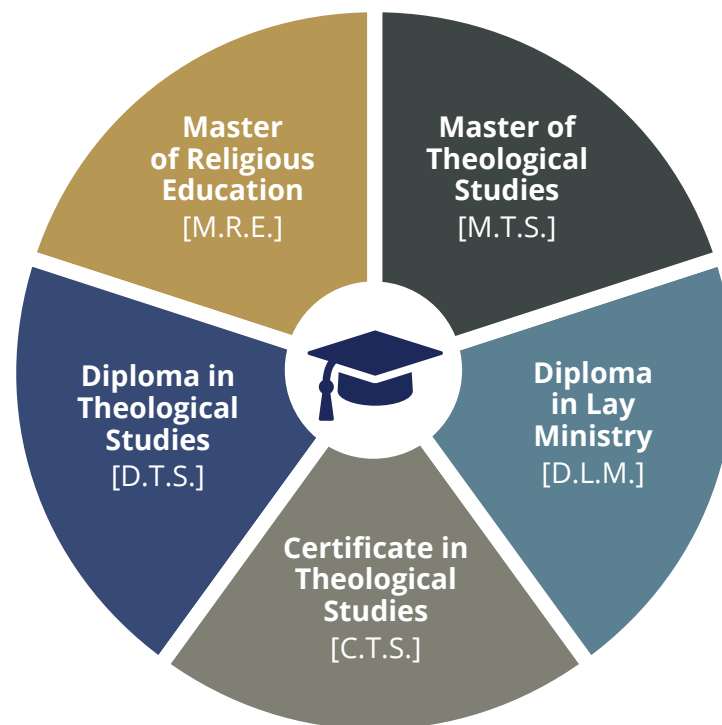 Master
of Religious
Education
[M.R.E.]
Master of
Theological
Studies
[M.T.S.]
Diploma in
Theological
Studies
[D.T.S.]
Diploma
in Lay
Ministry
[D.L.M.]
Certificate in
Theological
Studies
[C.T.S.]